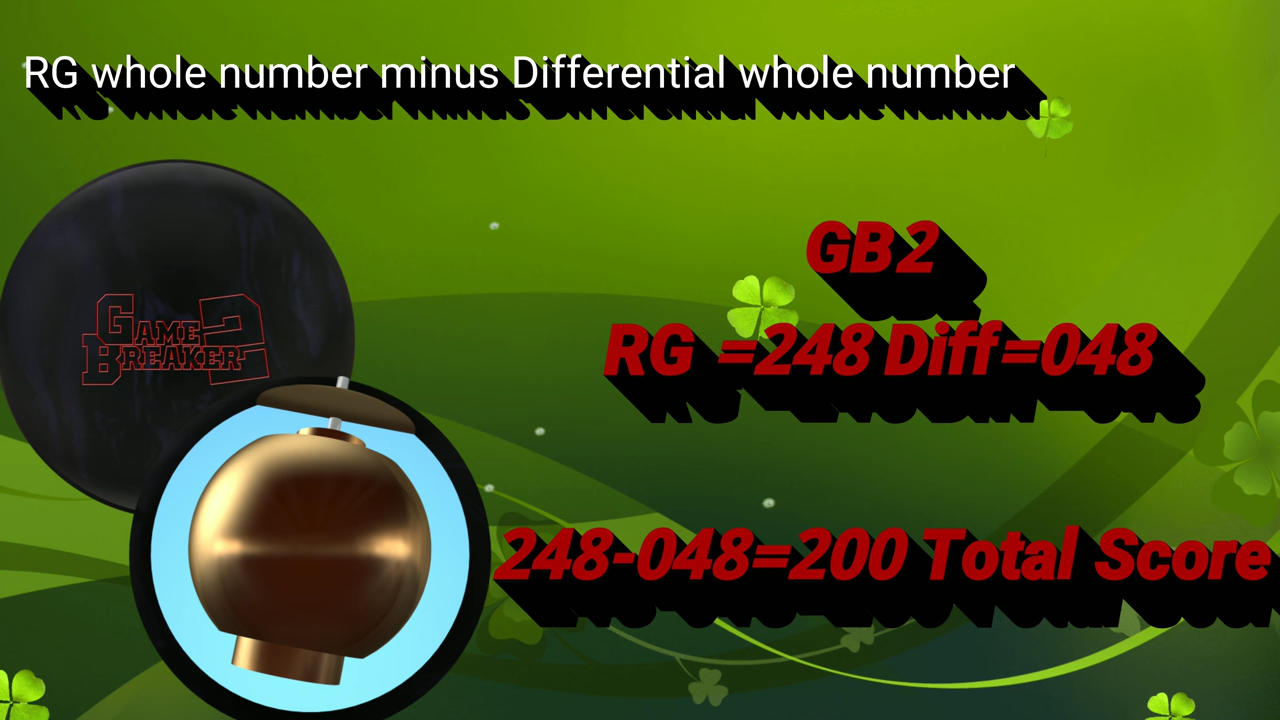 RG whole number minus Differential whole number
GB2
RG =248 Diff=048
GAME
BREAKER 2
248-048=200 Total Score